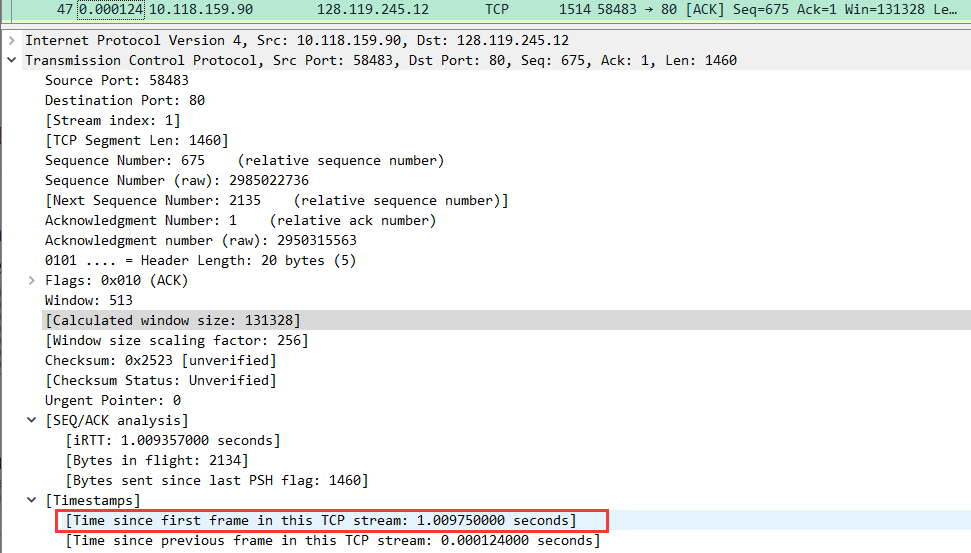 47 0.000124 10.118.159.90 128.119.245.12 TCP 1514 58483 → 80 [ACK] Seq=675 Ack=1 Win=131328 Le…
Internet Protocol Version 4, Src: 10.118.159.90, Dst: 128.119.245.12
Transmission Control Protocol, Src Port: 58483, Dst Port: 80, Seq: 675, Ack: 1, Len: 1460
Source Port: 58483
Destination Port: 80
[Stream index: 1]
[TCP Segment Len: 1460]
Sequence Number: 675    (relative sequence number)
Sequence Number (raw): 2985022736
[Next Sequence Number: 2135    (relative sequence number)]
Acknowledgment Number: 1    (relative ack number)
Acknowledgment number (raw): 2950315563
0101 .... = Header Length: 20 bytes (5)
Flags: 0x010 (ACK)
Window: 513
[Calculated window size: 131328]
[Window size scaling factor: 256]
Checksum: 0x2523 [unverified]
[Checksum Status: Unverified]
Urgent Pointer: 0
[SEQ/ACK analysis]
[iRTT: 1.009357000 seconds]
[Bytes in flight: 2134]
[Bytes sent since last PSH flag: 1460]
[Timestamps]
[Time since first frame in this TCP stream: 1.009750000 seconds]
[Time since previous frame in this TCP stream: 0.000124000 seconds]